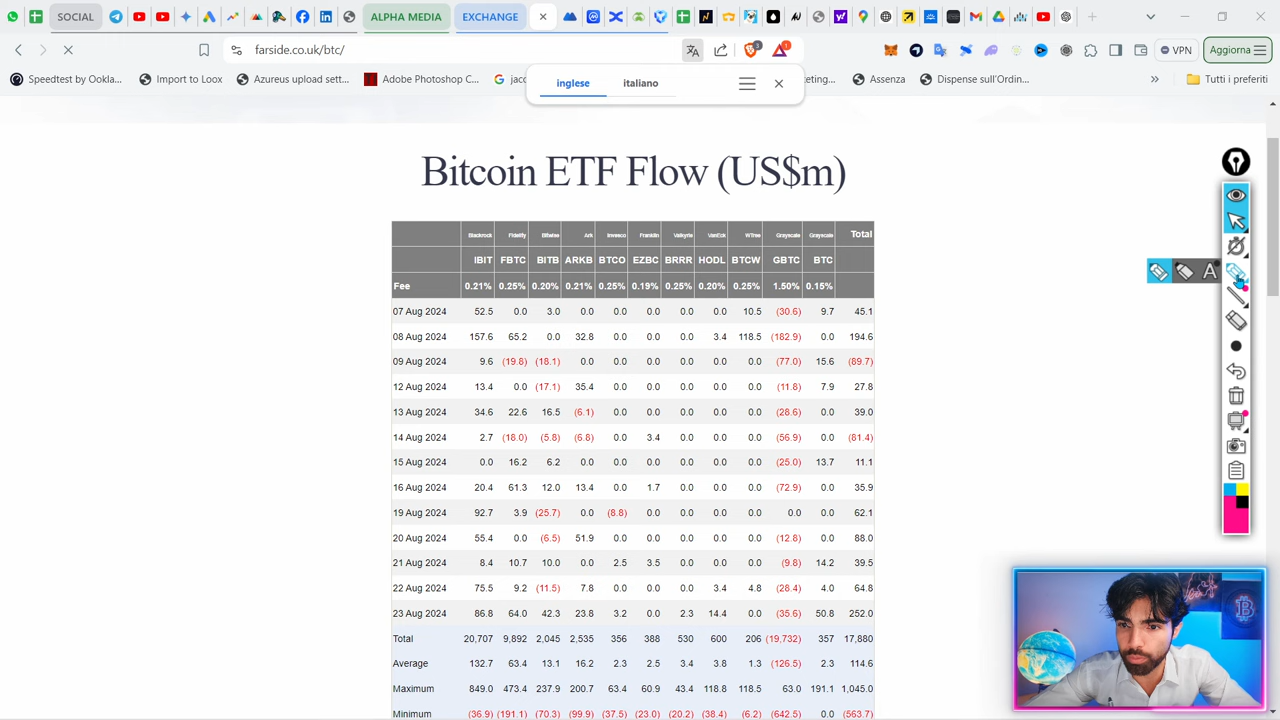 SOCIAL ALPHA MEDIA EXCHANGE
farside.co.uk/btc/ VPN Aggiorna
Speedtest by Ookla... Import to Loox Azureus upload sett... Adobe Photoshop C... Assenza Dispense sull'Ordin... Tutti i preferiti
inglese italiano
Bitcoin ETF Flow (US$m)
Blackrock Fidelity Bitwise Ark Invesco Franklin Valkyrie VanEck WTree Grayscale Grayscale Total
IBIT FBTC BITB ARKB BTCO EZBC BRRR HODL BTCW GBTC BTC
Fee 0.21% 0.25% 0.20% 0.21% 0.25% 0.19% 0.25% 0.20% 0.25% 1.50% 0.15%
07 Aug 2024 52.5 0.0 3.0 0.0 0.0 0.0 0.0 0.0 10.5 (30.6) 9.7 45.1
08 Aug 2024 157.6 65.2 0.0 32.8 0.0 0.0 0.0 3.4 118.5 (182.9) 0.0 194.6
09 Aug 2024 9.6 (19.8) (18.1) 0.0 0.0 0.0 0.0 0.0 0.0 (77.0) 15.6 (89.7)
12 Aug 2024 13.4 0.0 (17.1) 35.4 0.0 0.0 0.0 0.0 0.0 (11.8) 7.9 27.8
13 Aug 2024 34.6 22.6 16.5 (6.1) 0.0 0.0 0.0 0.0 0.0 (28.6) 0.0 39.0
14 Aug 2024 2.7 (18.0) (5.8) (6.8) 0.0 3.4 0.0 0.0 0.0 (56.9) 0.0 (81.4)
15 Aug 2024 0.0 16.2 6.2 0.0 0.0 0.0 0.0 0.0 0.0 (25.0) 13.7 11.1
16 Aug 2024 20.4 61.3 12.0 13.4 0.0 1.7 0.0 0.0 0.0 (72.9) 0.0 35.9
19 Aug 2024 92.7 3.9 (25.7) 0.0 (8.8) 0.0 0.0 0.0 0.0 0.0 0.0 62.1
20 Aug 2024 55.4 0.0 (6.5) 51.9 0.0 0.0 0.0 0.0 0.0 (12.8) 0.0 88.0
21 Aug 2024 8.4 10.7 10.0 0.0 2.5 3.5 0.0 0.0 0.0 (9.8) 14.2 39.5
22 Aug 2024 75.5 9.2 (11.5) 7.8 0.0 0.0 0.0 3.4 4.8 (28.4) 4.0 64.8
23 Aug 2024 86.8 64.0 42.3 23.8 3.2 0.0 2.3 14.4 0.0 (35.6) 50.8 252.0
Total 20,707 9,892 2,045 2,535 356 388 530 600 206 (19,732) 357 17,880
Average 132.7 63.4 13.1 16.2 2.3 2.5 3.4 3.8 1.3 (126.5) 2.3 114.6
Maximum 849.0 473.4 237.9 200.7 63.4 60.9 43.4 118.8 118.5 63.0 191.1 1,045.0
Minimum (36.9) (191.1) (70.3) (99.9) (37.5) (23.0) (20.2) (38.4) (6.2) (642.5) 0.0 (563.7)